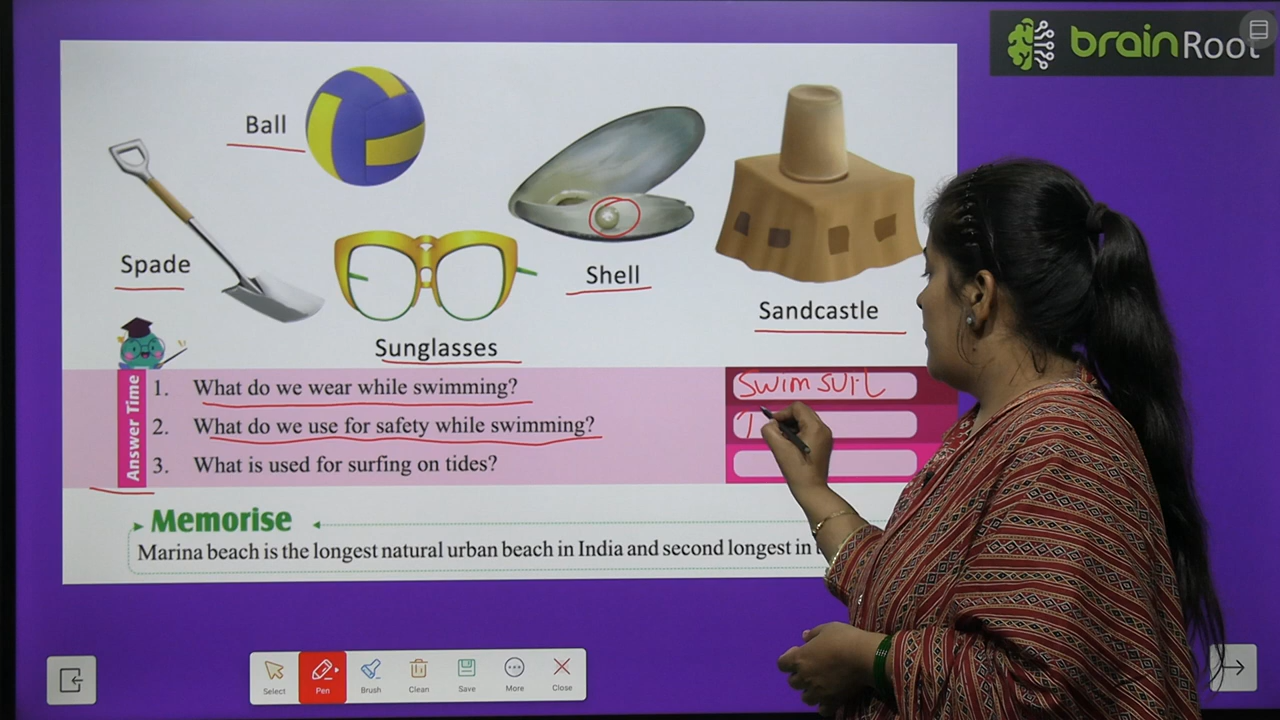 brainRoot
Ball
Spade
Shell
Sunglasses
Sandcastle
Answer Time
1. What do we wear while swimming? Swimsuit
2. What do we use for safety while swimming?
3. What is used for surfing on tides?
Memorise
Marina beach is the longest natural urban beach in India and second longest in
Select Pen Brush Clean Save More Close